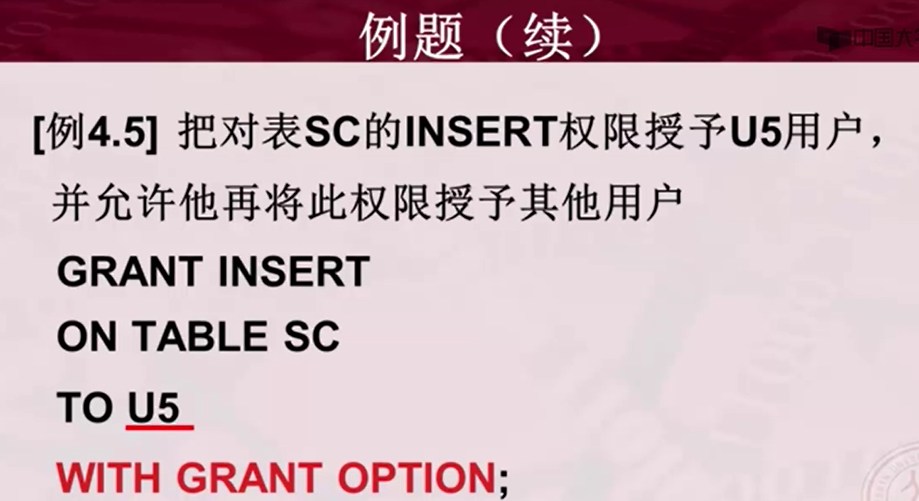 例题（续）
中国大
[例4.5] 把对表SC的INSERT权限授予U5用户，
并允许他再将此权限授予其他用户
GRANT INSERT
ON TABLE SC
TO U5
WITH GRANT OPTION;